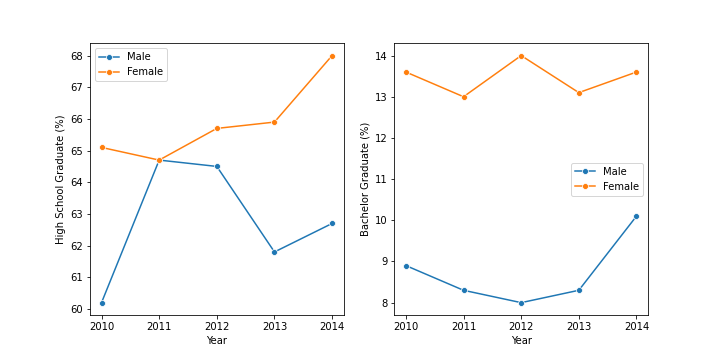 High School Graduate (%)
68
67
66
65
64
63
62
61
60
Male
Female
2010 2011 2012 2013 2014
Year
Bachelor Graduate (%)
14
13
12
11
10
9
8
Male
Female
2010 2011 2012 2013 2014
Year